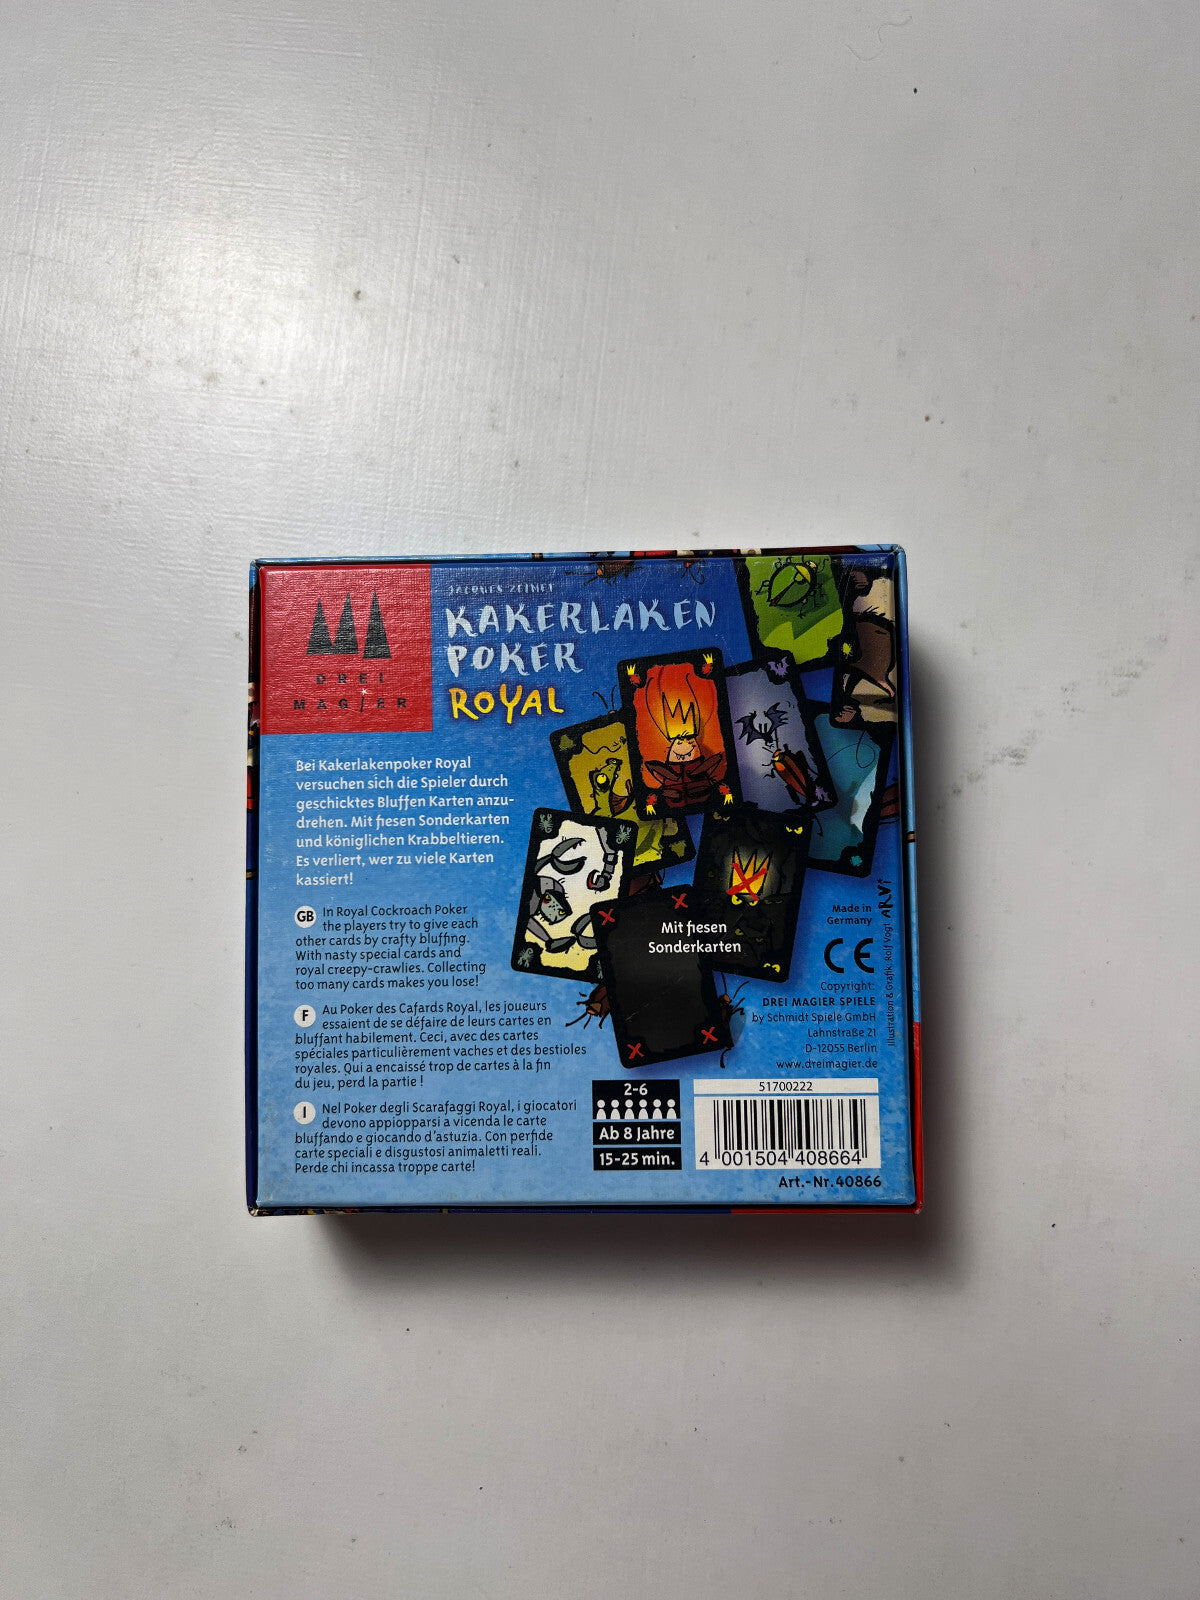 DREI
MAGIER
JACQUES ZEIMET
KAKERLAKEN
POKER
ROYAL
Bei Kakerlakenpoker Royal
versuchen sich die Spieler durch
geschicktes Bluffen Karten anzu-
drehen. Mit fiesen Sonderkarten
und königlichen Krabbeltieren.
Es verliert, wer zu viele Karten
kassiert!
GB In Royal Cockroach Poker
the players try to give each
other cards by crafty bluffing.
With nasty special cards and
royal creepy-crawlies. Collecting
too many cards makes you lose!
F Au Poker des Cafards Royal, les joueurs
essaient de se défaire de leurs cartes en
bluffant habilement. Ceci, avec des cartes
spéciales particulièrement vaches et des bestioles
royales. Qui a encaissé trop de cartes à la fin
du jeu, perd la partie !
I Nel Poker degli Scarafaggi Royal, i giocatori
devono appiopparsi a vicenda le carte
bluffando e giocando d'astuzia. Con perfide
carte speciali e disgustosi animaletti reali.
Perde chi incassa troppe carte!
Mit fiesen
Sonderkarten
Made in
Germany
CE
Copyright:
DREI MAGIER SPIELE
by Schmidt Spiele GmbH
Lahnstraße 21
D-12055 Berlin
www.dreimagier.de
Illustration & Grafik: Rolf Vogt ARVi
2-6
Ab 8 Jahre
15-25 min.
51700222
4 001504 408664
Art.-Nr. 40866